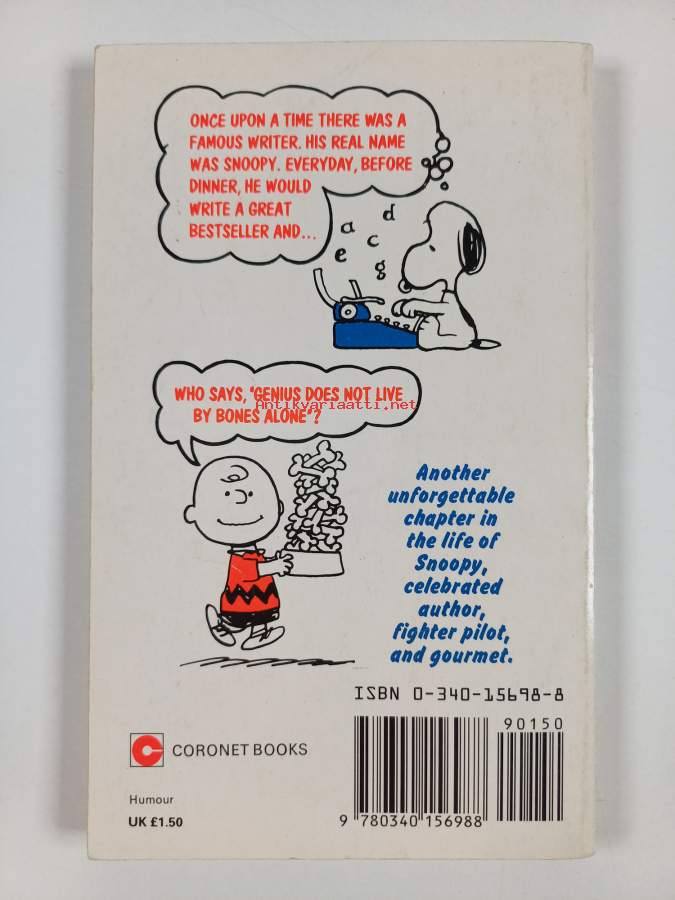 ONCE UPON A TIME THERE WAS A
FAMOUS WRITER. HIS REAL NAME
WAS SNOOPY. EVERYDAY, BEFORE
DINNER, HE WOULD
WRITE A GREAT
BESTSELLER AND...
a d
e c
g
WHO SAYS, "GENIUS DOES NOT LIVE
Antikvariaatti.net
BY BONES ALONE"?
Another
unforgettable
chapter in
the life of
Snoopy,
celebrated
author,
fighter pilot,
and gourmet.
ISBN 0-340-15698-8
90150
CORONET BOOKS
Humour
UK £1.50
9 780340 156988